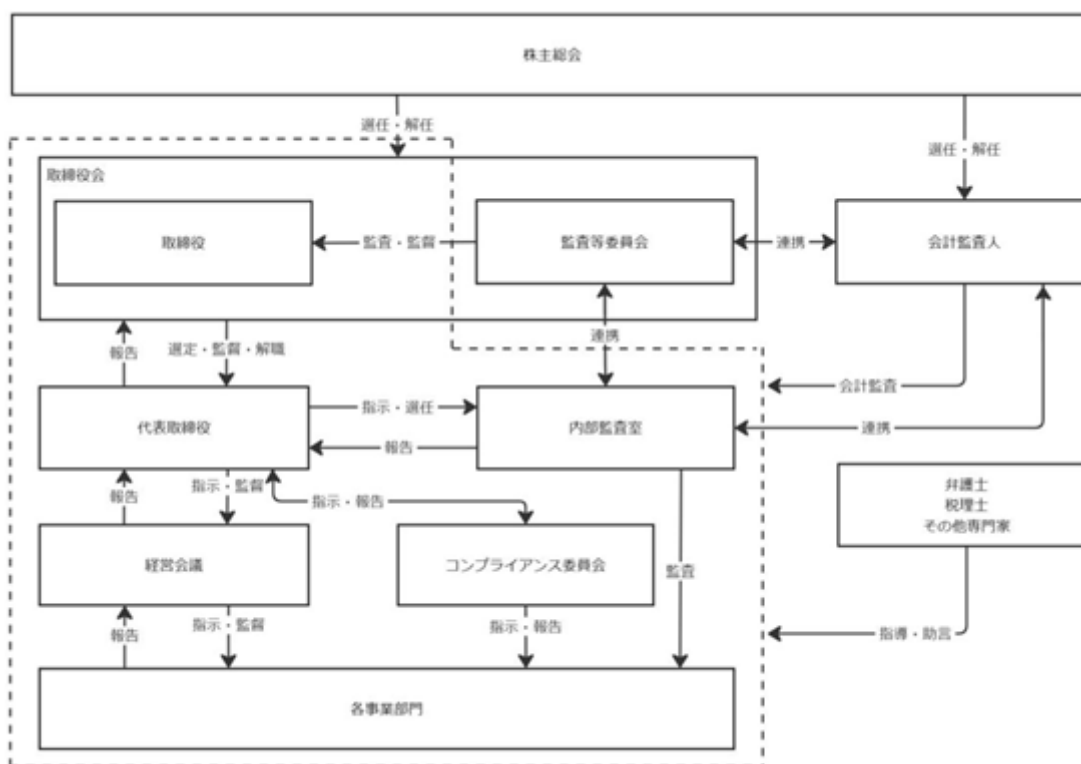 株主総会
選任・解任
選任・解任
取締役会
取締役
監査・監督
監査等委員会
連携
会計監査人
報告
選定・監督・解職
連携
会計監査
代表取締役
指示・選任
報告
内部監査室
連携
報告
指示・監督
指示・報告
弁護士
税理士
その他専門家
経営会議
コンプライアンス委員会
監査
報告
指示・監督
指示・報告
指導・助言
各事業部門